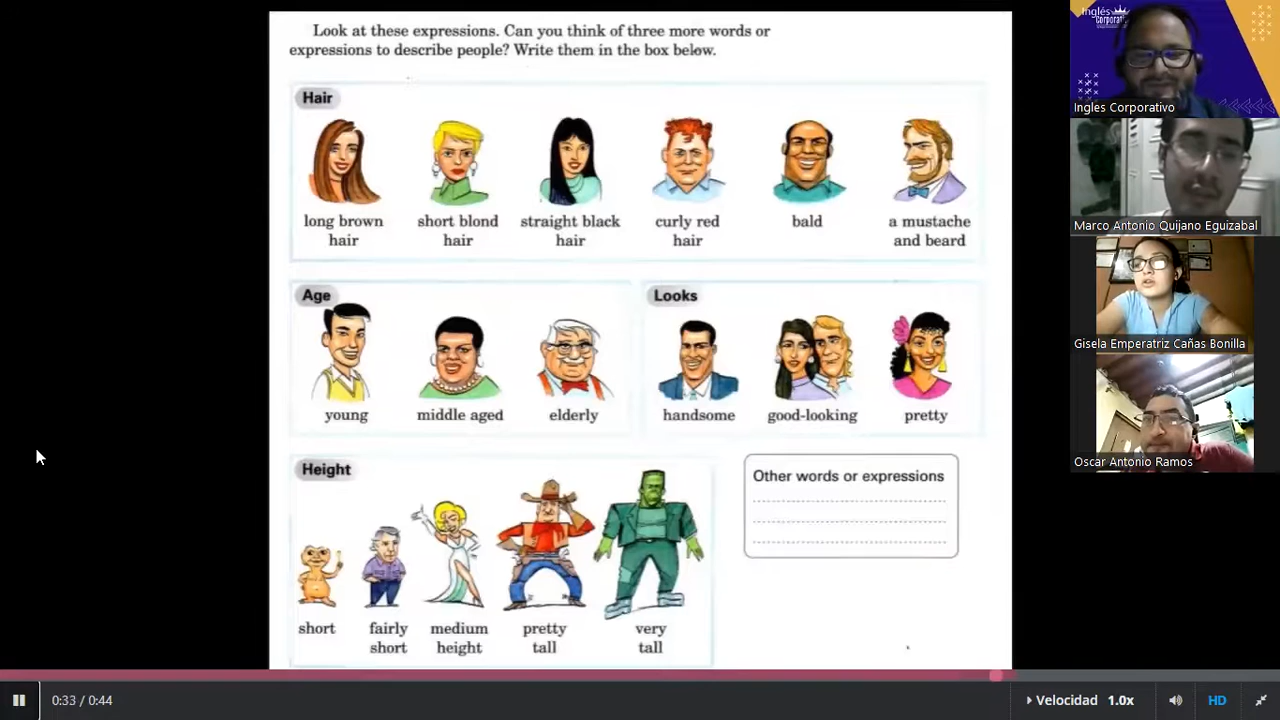 Look at these expressions. Can you think of three more words or
expressions to describe people? Write them in the box below.
Hair
long brown
hair
short blond
hair
straight black
hair
curly red
hair
bald
a mustache
and beard
Age
young
middle aged
elderly
Looks
handsome
good-looking
pretty
Height
short
fairly
short
medium
height
pretty
tall
very
tall
Other words or expressions
Inglés
Corporativo
Ingles Corporativo
Marco Antonio Quijano Eguizabal
Gisela Emperatriz Cañas Bonilla
Oscar Antonio Ramos
0:33 / 0:44
Velocidad 1.0x
HD